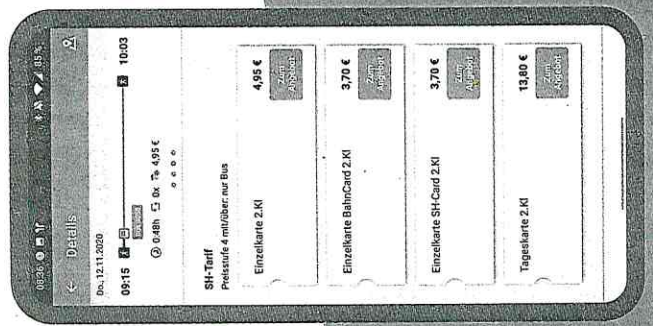 08:36
85%
← Details
Do., 12.11.2020
09:15 10:03
0:48h 0x 4,95 €
SH-Tarif
Preisstufe 4 mit/über: nur Bus
Einzelkarte 2.Kl
4,95 €
Zum
Angebot
Einzelkarte BahnCard 2.Kl
3,70 €
Zum
Angebot
Einzelkarte SH-Card 2.Kl
3,70 €
Zum
Angebot
Tageskarte 2.Kl
13,80 €
Zum
Angebot